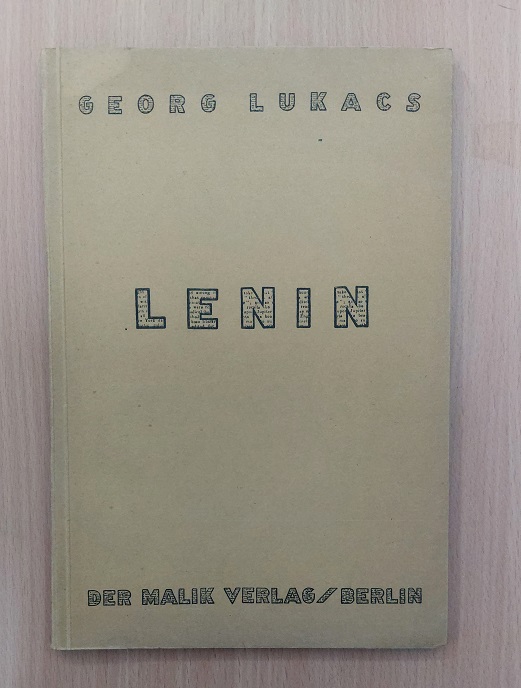 GEORG LUKACS
LENIN
DER MALIK VERLAG/BERLIN